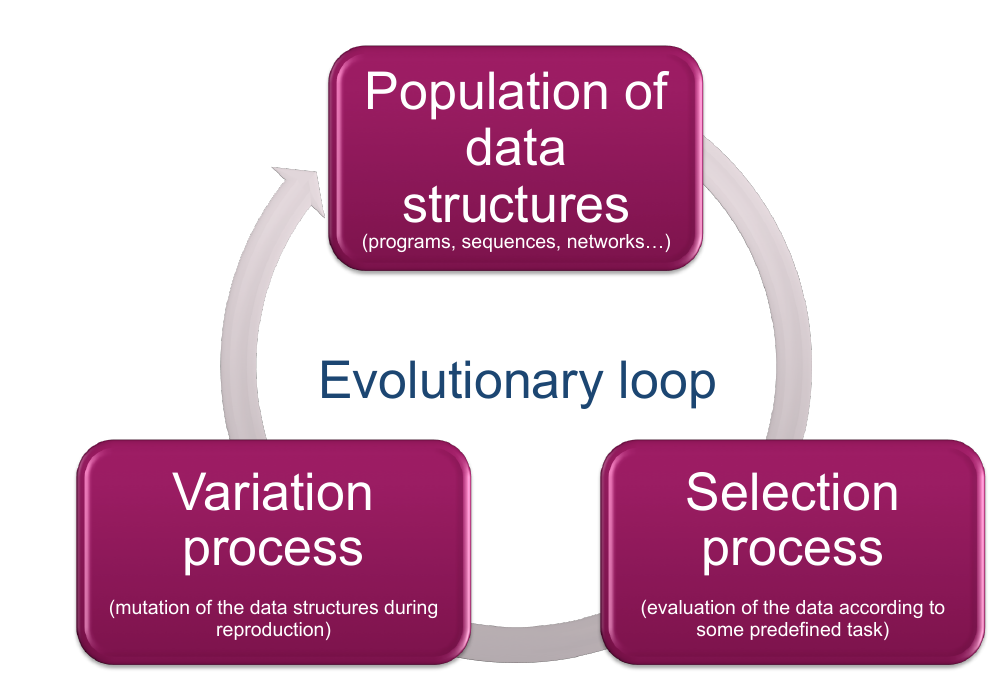 Population of
data
structures
(programs, sequences, networks…)
Evolutionary loop
Variation
process
(mutation of the data structures during
reproduction)
Selection
process
(evaluation of the data according to
some predefined task)